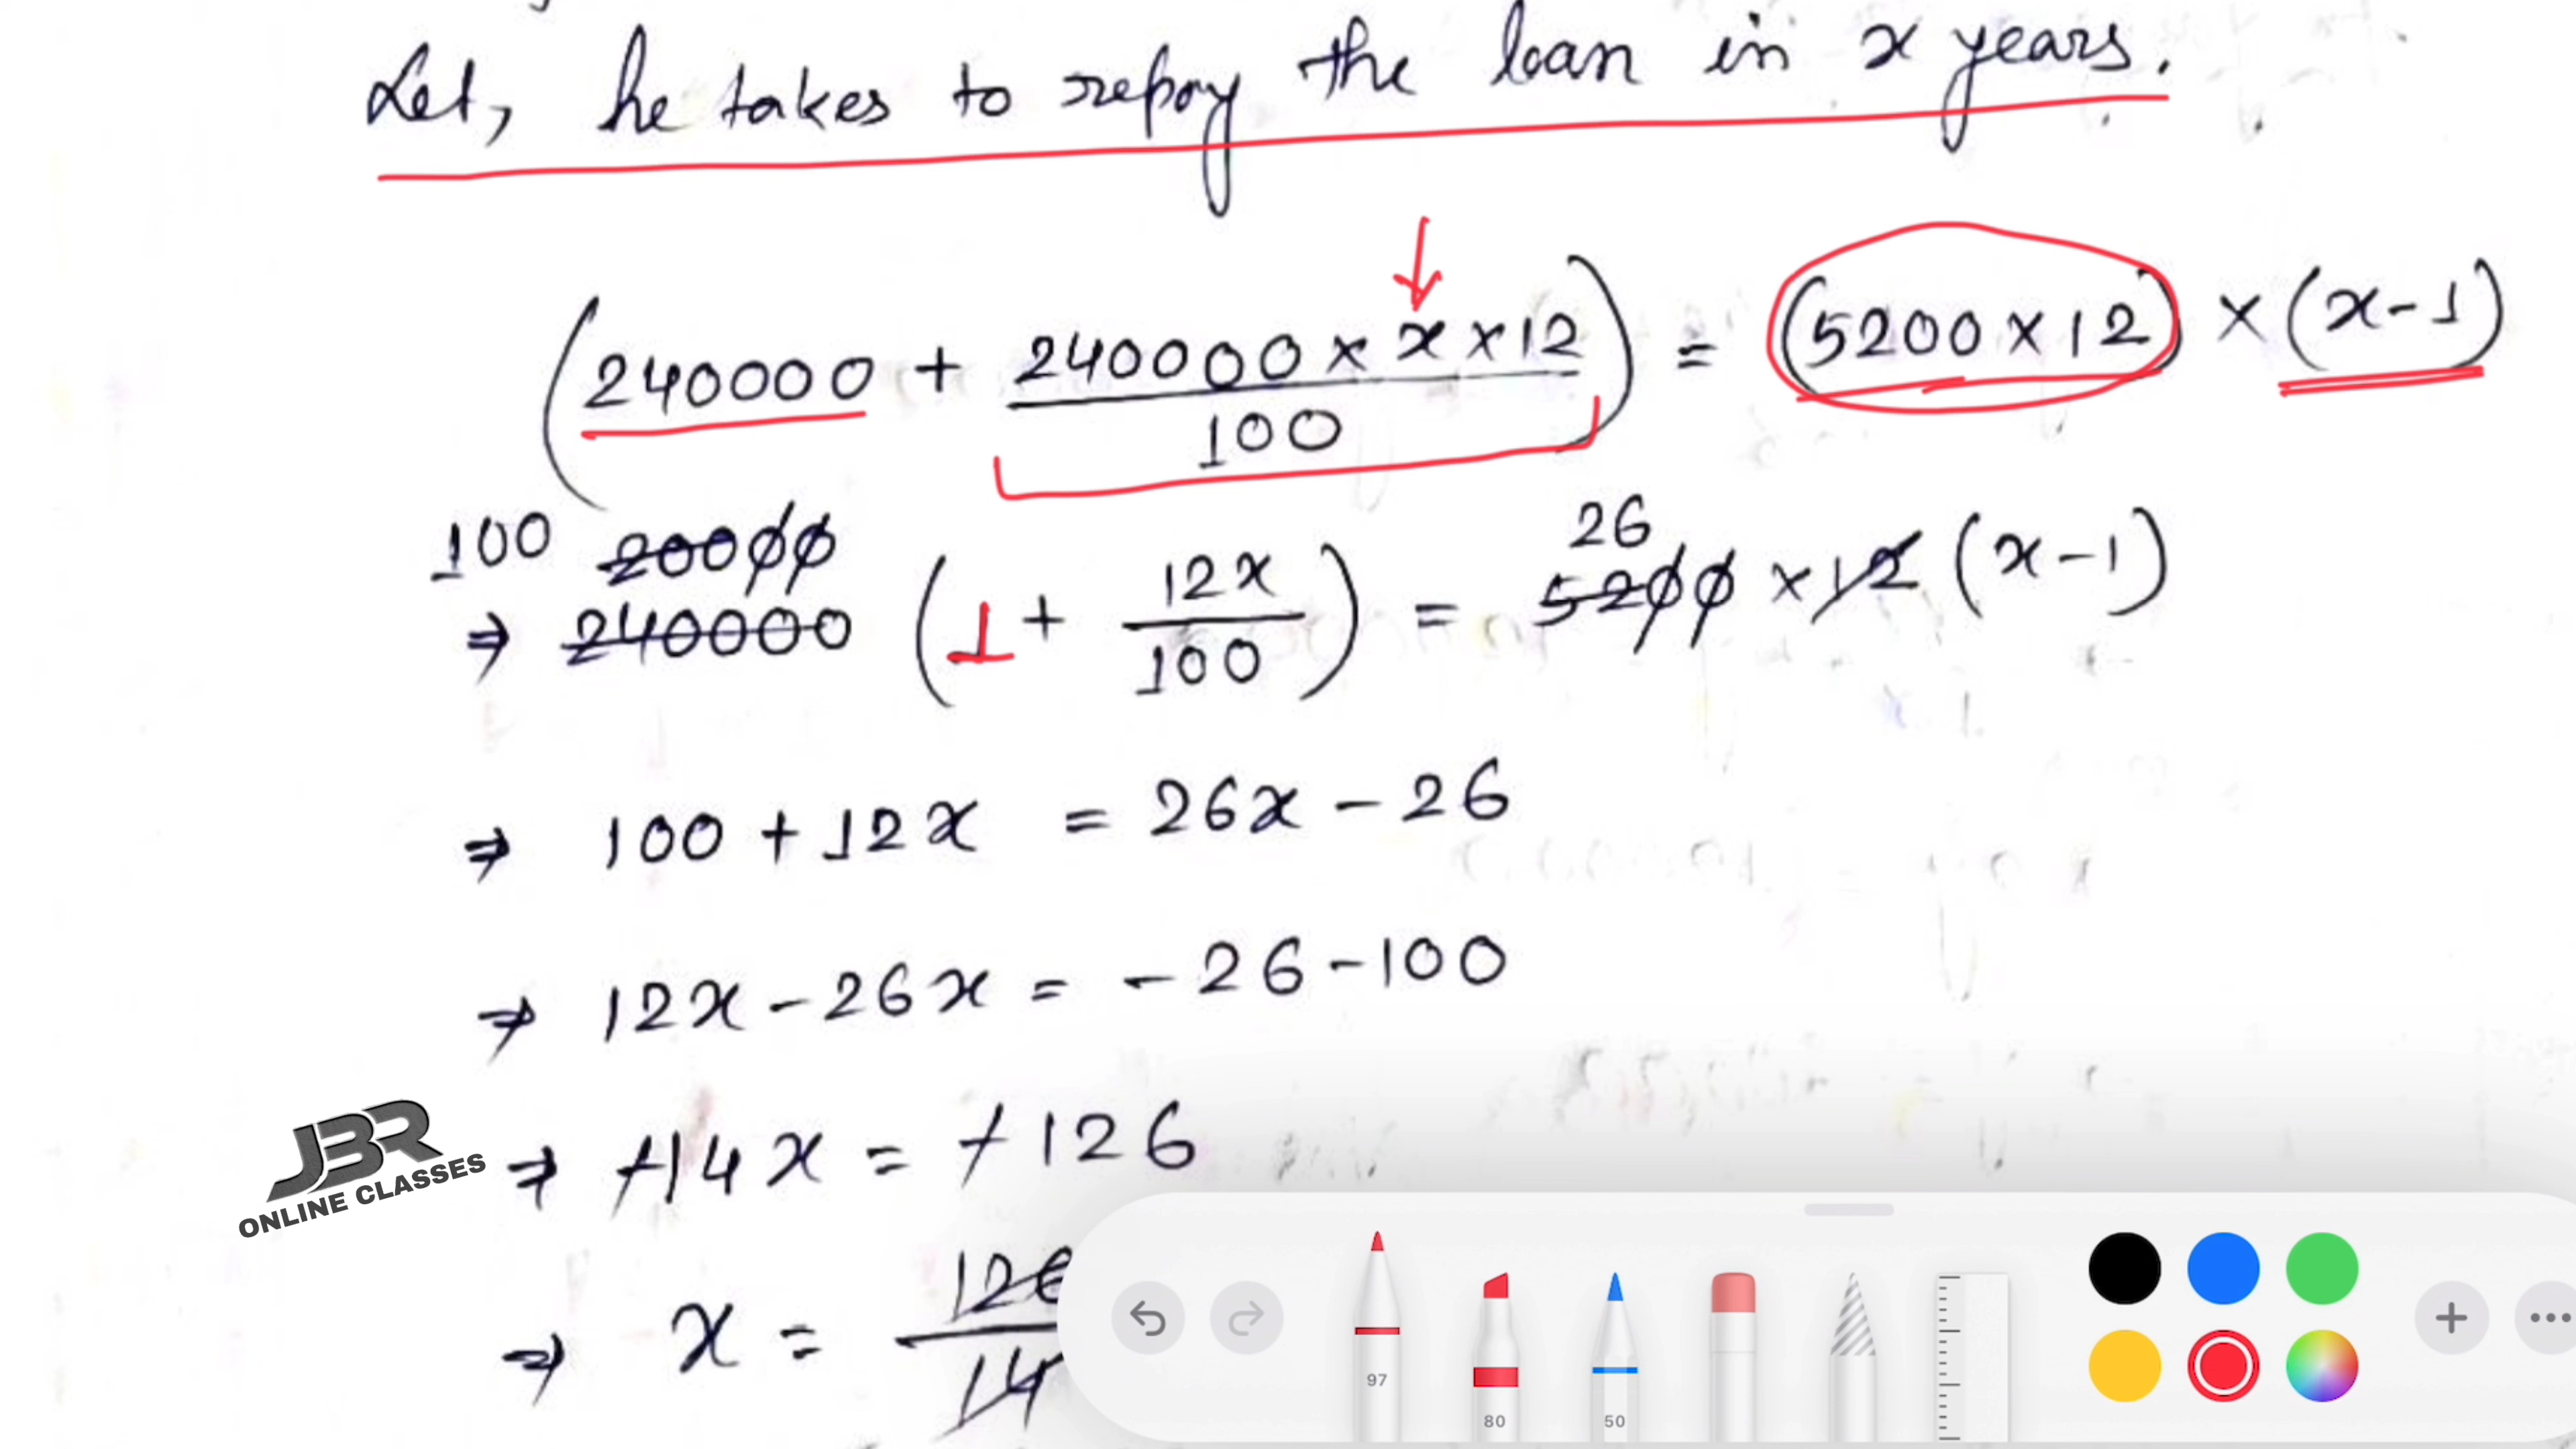 Let, he takes to repay the loan in x years.
(240000 + 240000 × x × 12 / 100) = (5200 × 12) × (x - 1)
100 20000 26
⇒ 240000 (1 + 12x / 100) = 5200 × 12 (x - 1)
⇒ 100 + 12x = 26x - 26
⇒ 12x - 26x = - 26 - 100
⇒ -14x = -126
⇒ x = 126 / 14
JBR
ONLINE CLASSES
97
80
50